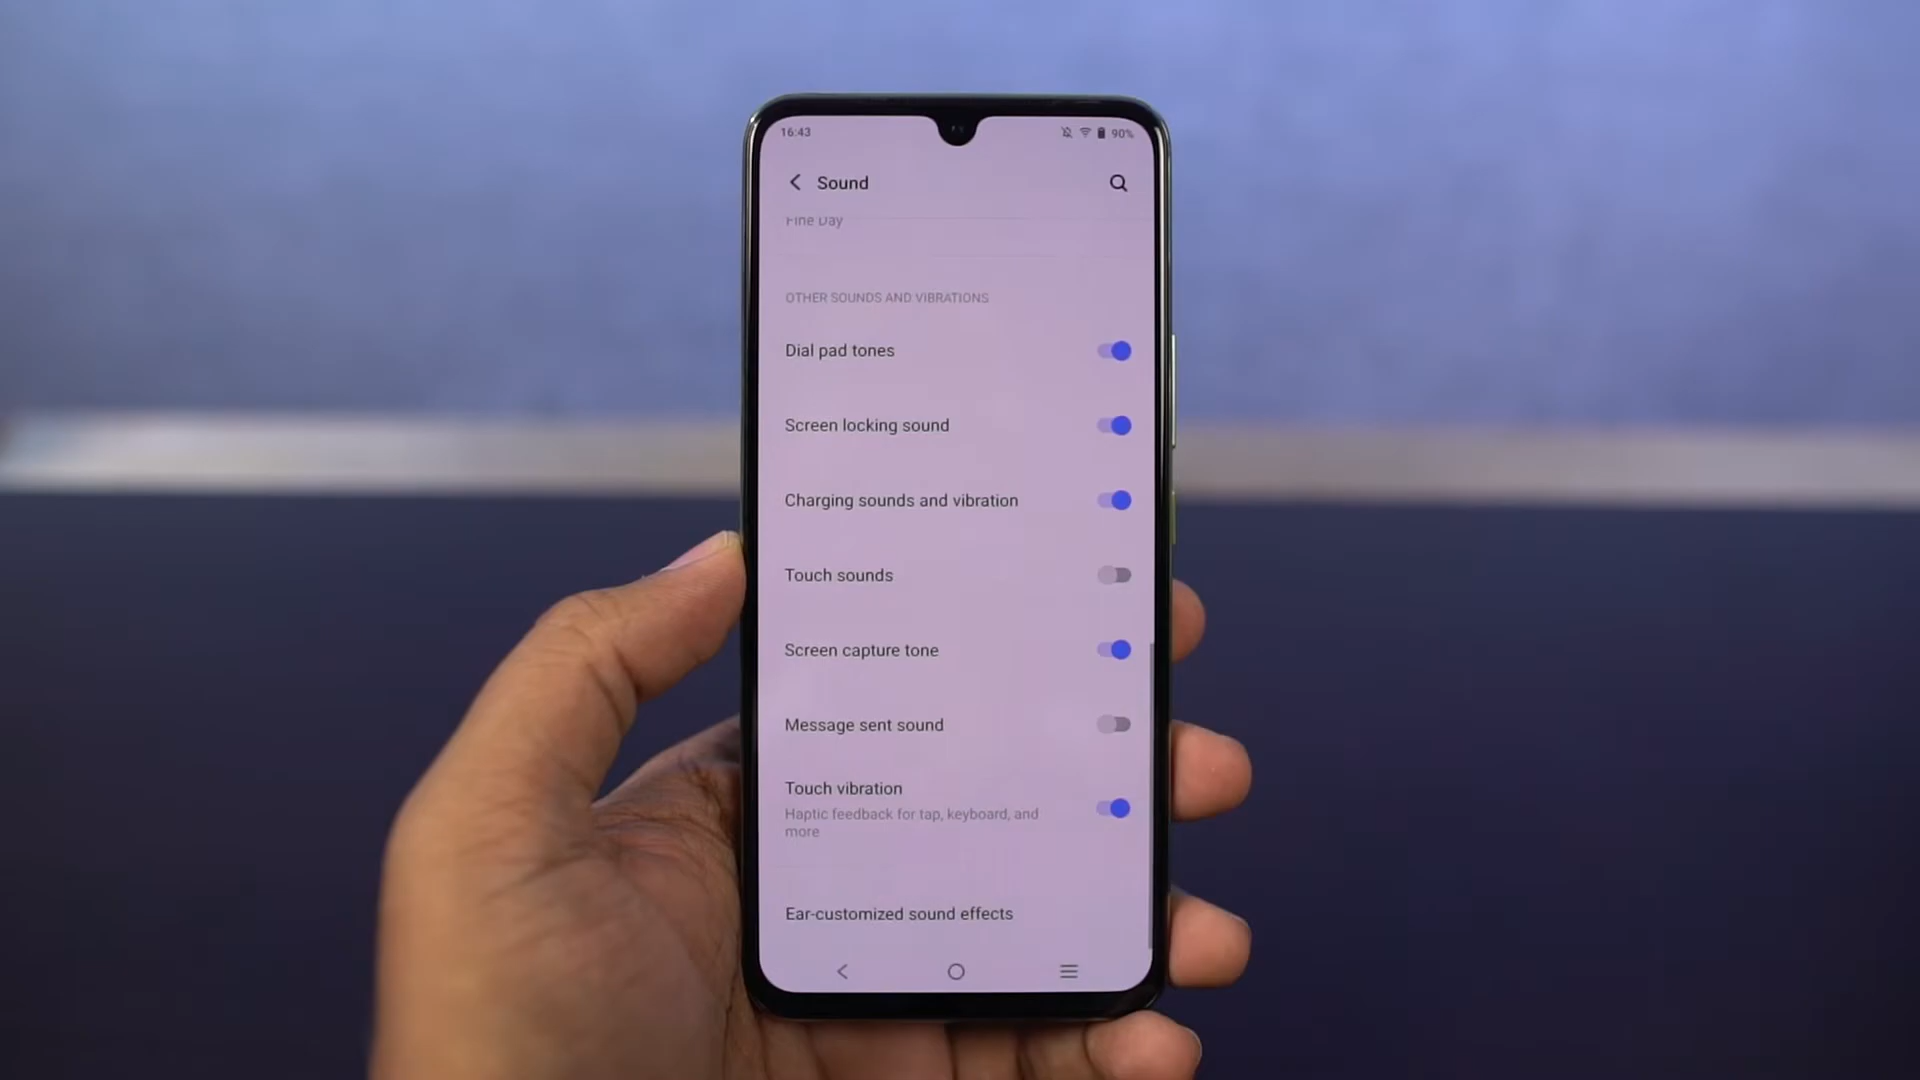 16:43
90%
Sound
Fine Day
OTHER SOUNDS AND VIBRATIONS
Dial pad tones
Screen locking sound
Charging sounds and vibration
Touch sounds
Screen capture tone
Message sent sound
Touch vibration
Haptic feedback for tap, keyboard, and
more
Ear-customized sound effects